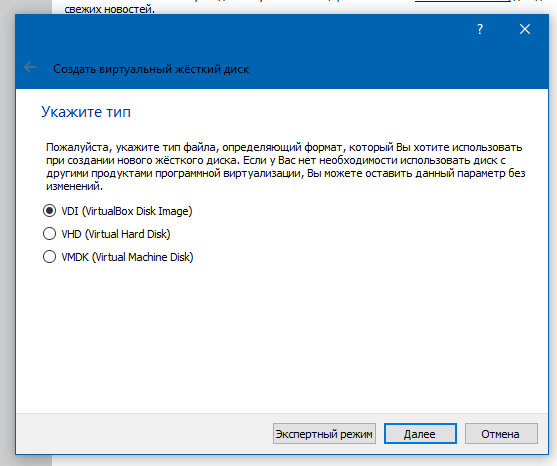 свежих новостей.
?
Создать виртуальный жёсткий диск
Укажите тип
Пожалуйста, укажите тип файла, определяющий формат, который Вы хотите использовать
при создании нового жёсткого диска. Если у Вас нет необходимости использовать диск с
другими продуктами программной виртуализации, Вы можете оставить данный параметр без
изменений.
VDI (VirtualBox Disk Image)
VHD (Virtual Hard Disk)
VMDK (Virtual Machine Disk)
Экспертный режим Далее Отмена